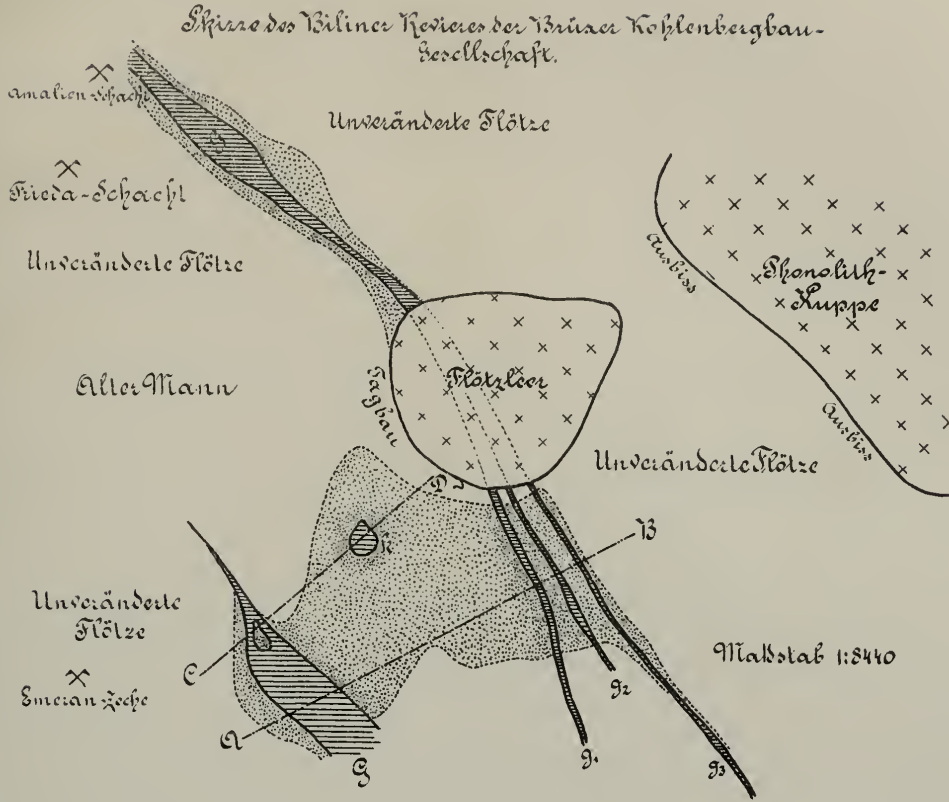 Skizze des Biliner Revieres der Brüxer Kohlenbergbau-
Gesellschaft.
Amalien-Schacht
Unveränderte Flötze
G
Frieda-Schacht
Unveränderte Flötze
Ausbiss
Phonolith-
Kuppe
Alter Mann
Flötzleer
Tagbau
Ausbiss
Unveränderte Flötze
D
K
B
Unveränderte
Flötze
C
Emeran-Zeche
A
G
g1
g2
g3
Maßstab 1:8440